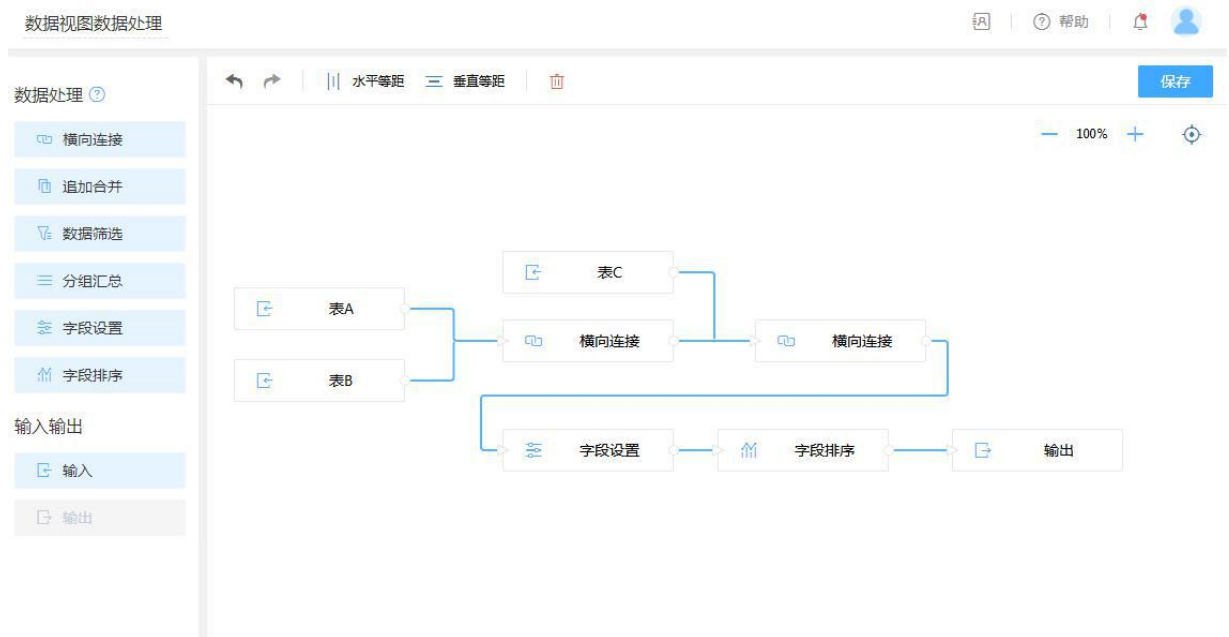 数据视图数据处理
帮助
数据处理
水平等距 垂直等距
保存
横向连接
100%
追加合并
数据筛选
分组汇总
字段设置
字段排序
输入输出
输入
输出
表C
表A
横向连接
横向连接
表B
字段设置
字段排序
输出